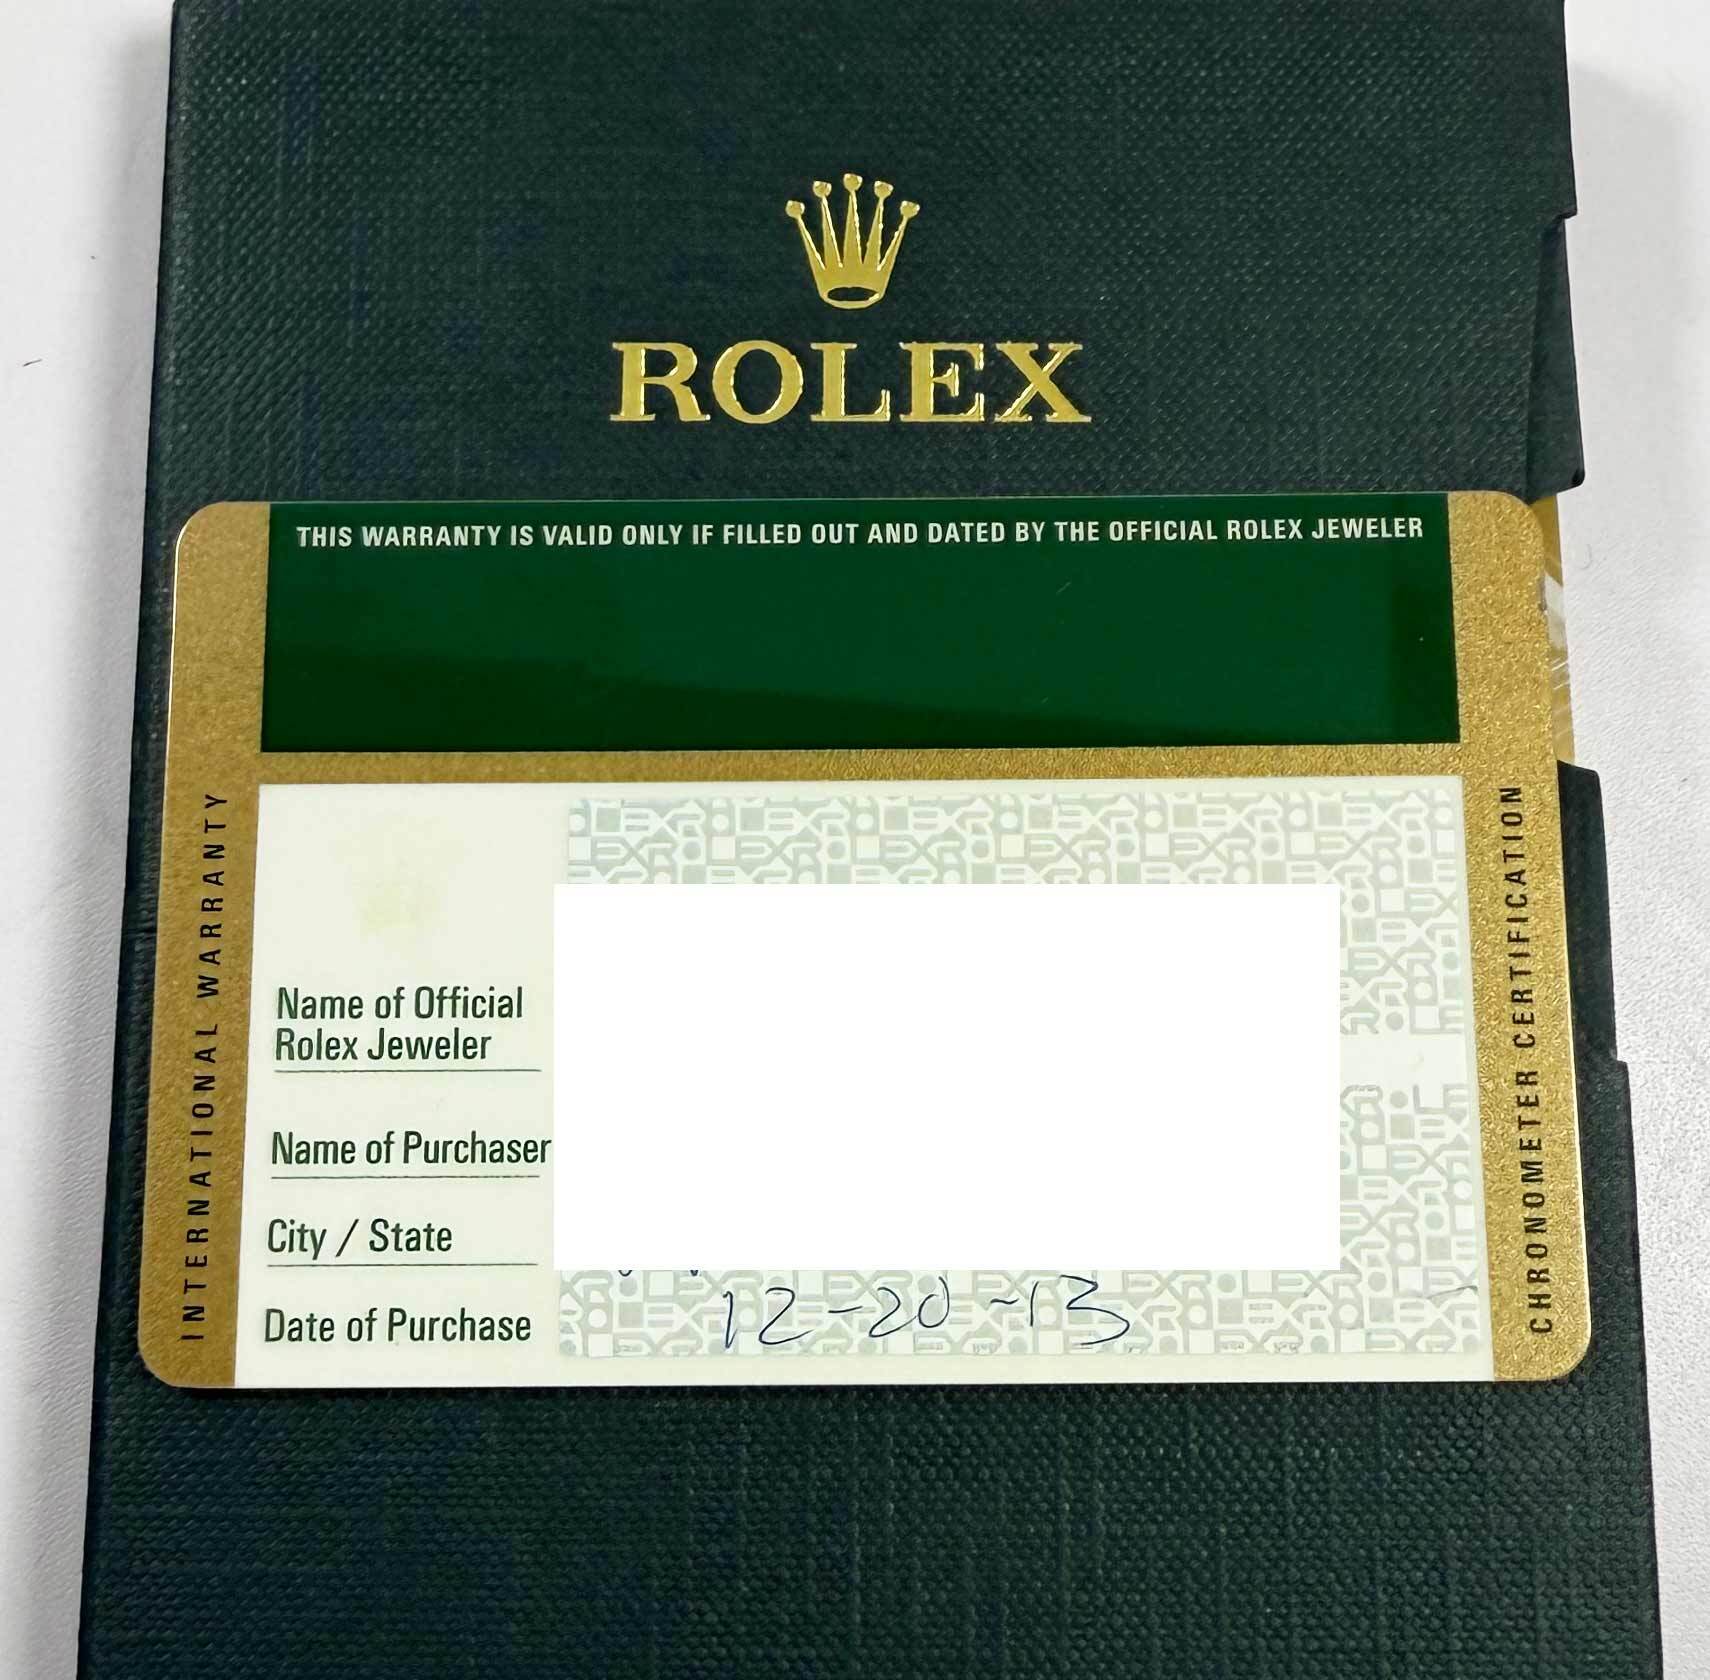 ROLEX
THIS WARRANTY IS VALID ONLY IF FILLED OUT AND DATED BY THE OFFICIAL ROLEX JEWELER
INTERNATIONAL WARRANTY
Name of Official
Rolex Jeweler
Name of Purchaser
City / State
Date of Purchase 12-20-13
CHRONOMETER CERTIFICATION